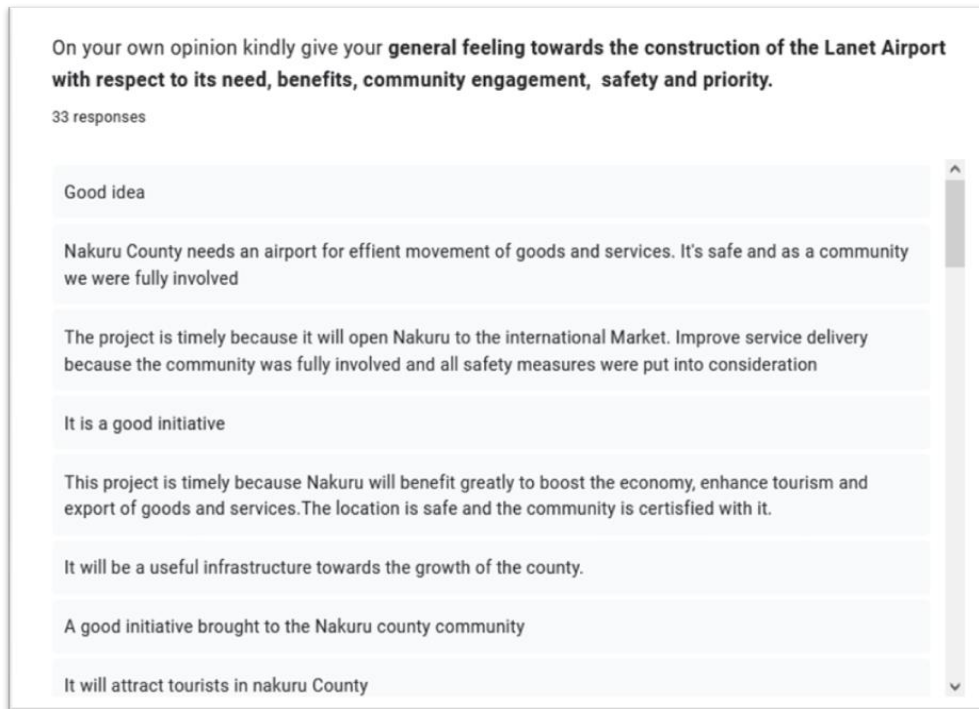 On your own opinion kindly give your general feeling towards the construction of the Lanet Airport
with respect to its need, benefits, community engagement, safety and priority.
33 responses
Good idea
Nakuru County needs an airport for effient movement of goods and services. It's safe and as a community
we were fully involved
The project is timely because it will open Nakuru to the international Market. Improve service delivery
because the community was fully involved and all safety measures were put into consideration
It is a good initiative
This project is timely because Nakuru will benefit greatly to boost the economy, enhance tourism and
export of goods and services.The location is safe and the community is certisfied with it.
It will be a useful infrastructure towards the growth of the county.
A good initiative brought to the Nakuru county community
It will attract tourists in nakuru County